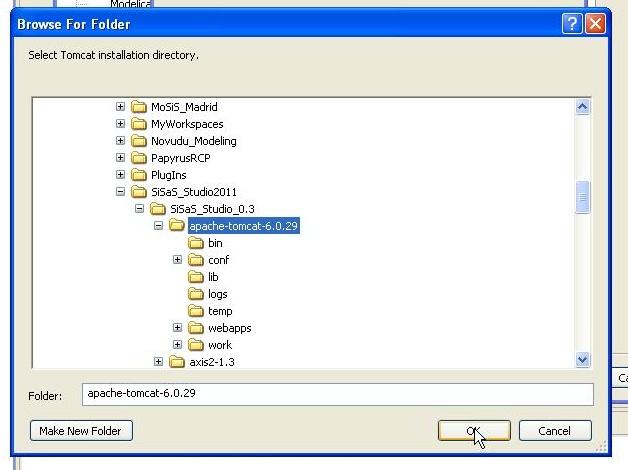 Modelica
Browse For Folder
Select Tomcat installation directory.
MoSiS_Madrid
MyWorkspaces
Novudu_Modeling
PapyrusRCP
PlugIns
SiSaS_Studio2011
SiSaS_Studio_0.3
apache-tomcat-6.0.29
bin
conf
lib
logs
temp
webapps
work
axis2-1.3
Folder: apache-tomcat-6.0.29
Make New Folder OK Cancel
Ca